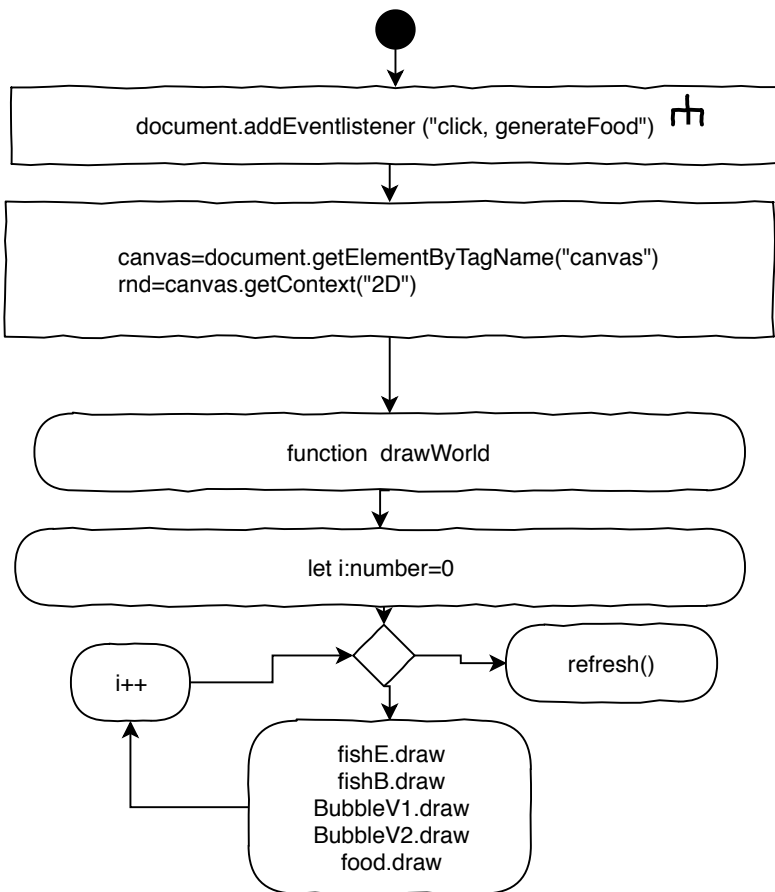 document.addEventlistener ("click, generateFood")
canvas=document.getElementByTagName("canvas")
rnd=canvas.getContext("2D")
function  drawWorld
let i:number=0
i++
refresh()
fishE.draw
fishB.draw
BubbleV1.draw
BubbleV2.draw
food.draw